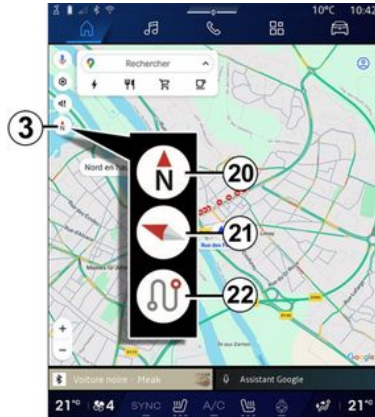 10°C 10:42
Rechercher
3
N
Nord en hau
20
N
21
Rue des
22
+
−
Google
Voiture noire - Meak
Assistant Google
21°C
4
SYNC
A/C
21°C